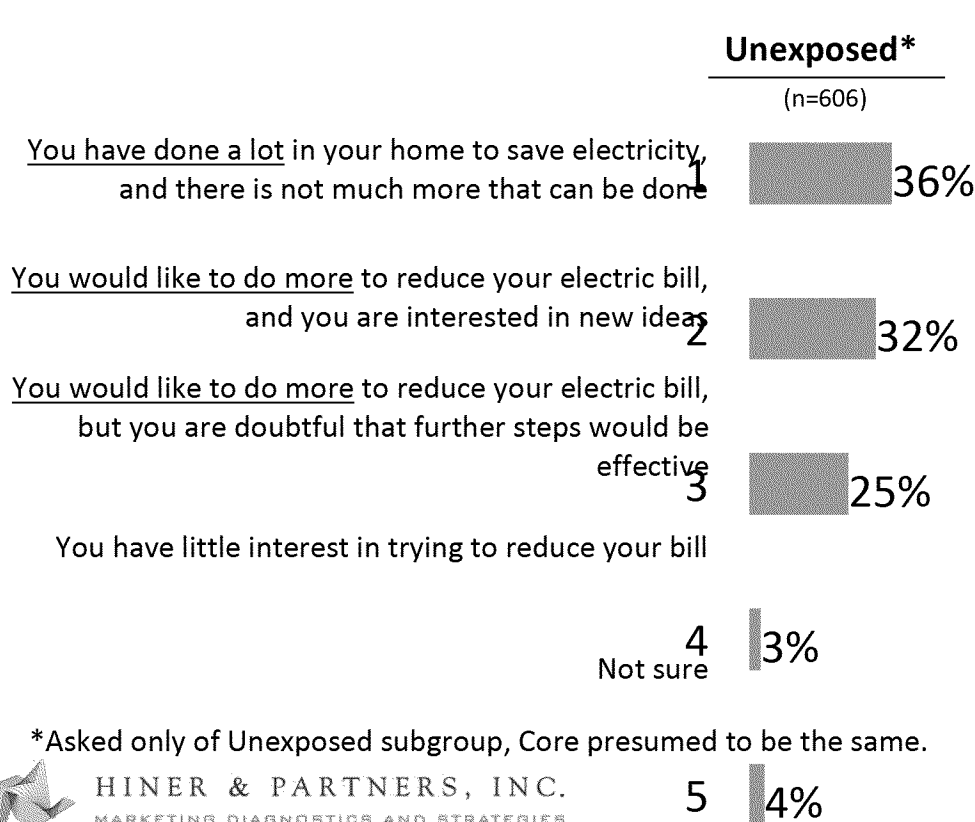 Unexposed*
(n=606)
You have done a lot in your home to save electricity,
and there is not much more that can be done
1
36%
You would like to do more to reduce your electric bill,
and you are interested in new ideas
2
32%
You would like to do more to reduce your electric bill,
but you are doubtful that further steps would be
effective
3
25%
You have little interest in trying to reduce your bill
4
3%
Not sure
*Asked only of Unexposed subgroup, Core presumed to be the same.
HINER & PARTNERS, INC.
MARKETING DIAGNOSTICS AND STRATEGIES
5
4%